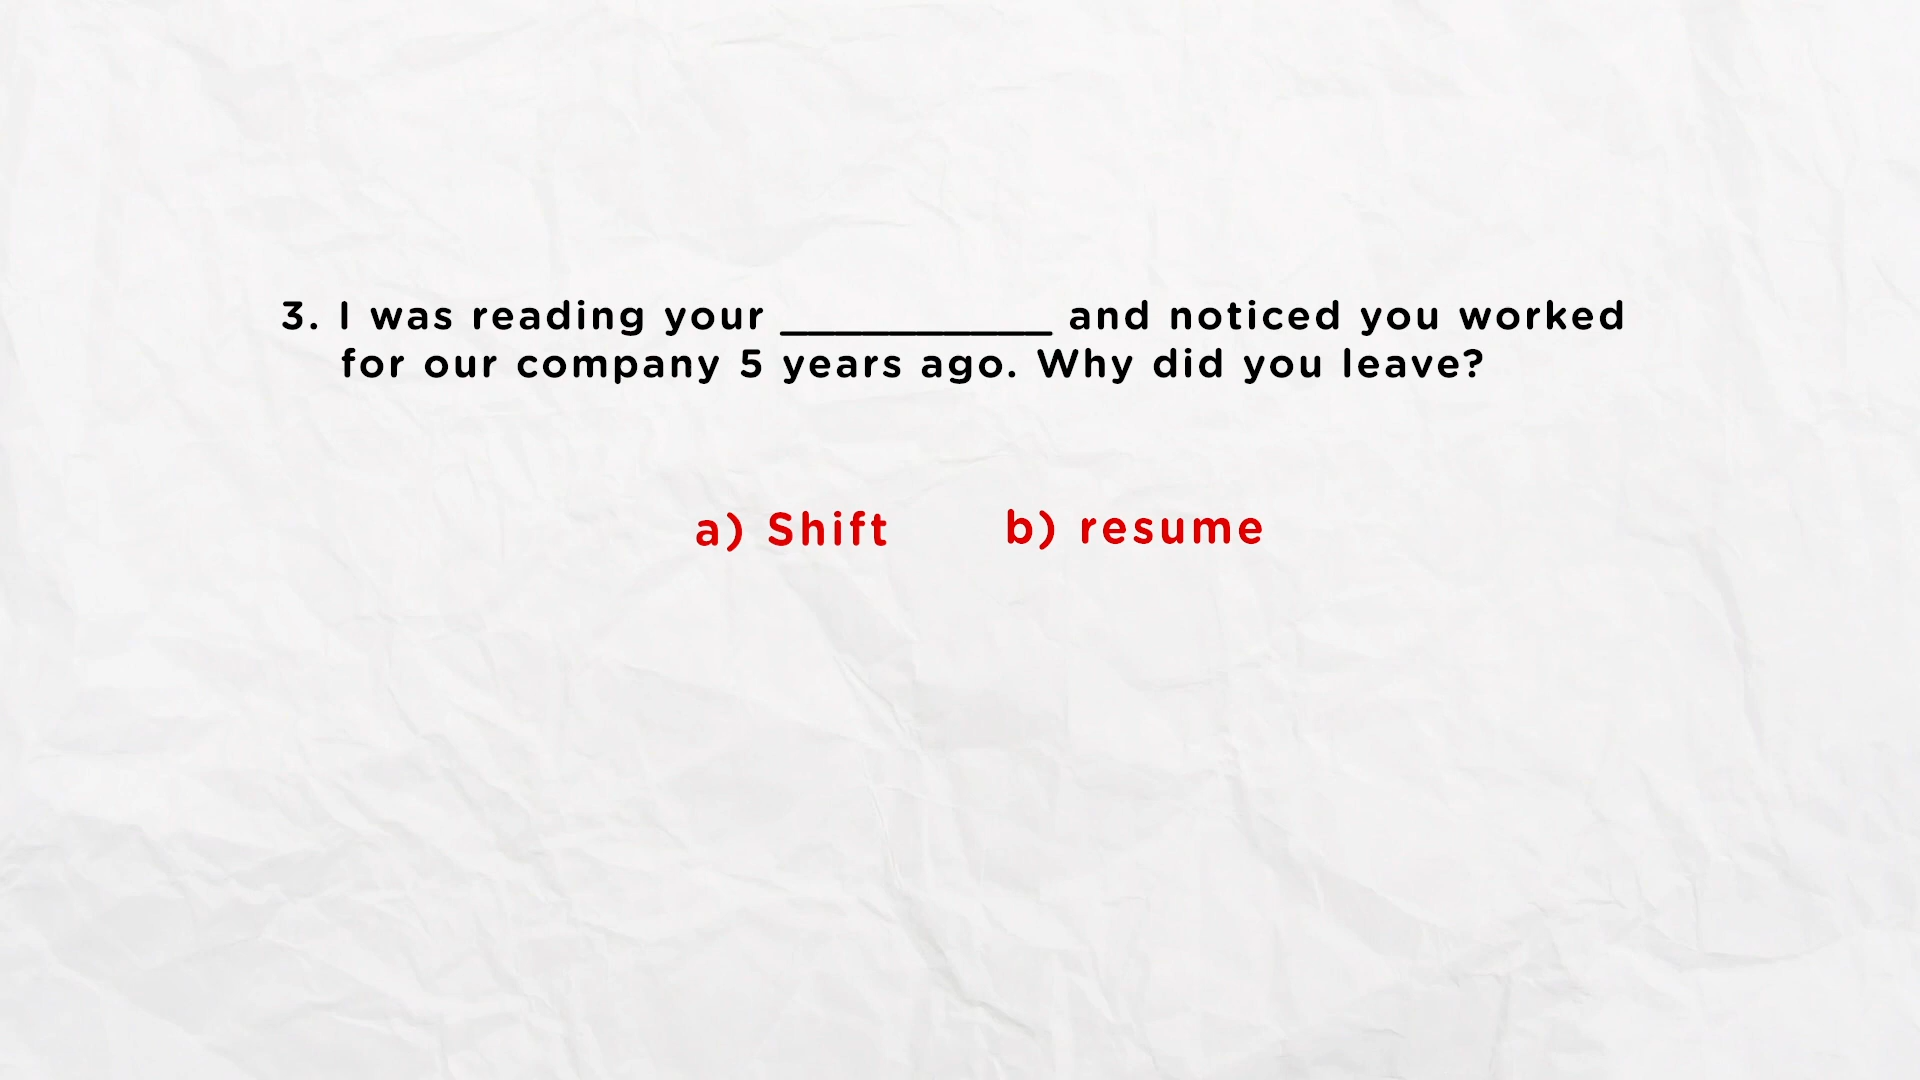 3. I was reading your __________ and noticed you worked
for our company 5 years ago. Why did you leave?
a) Shift b) resume